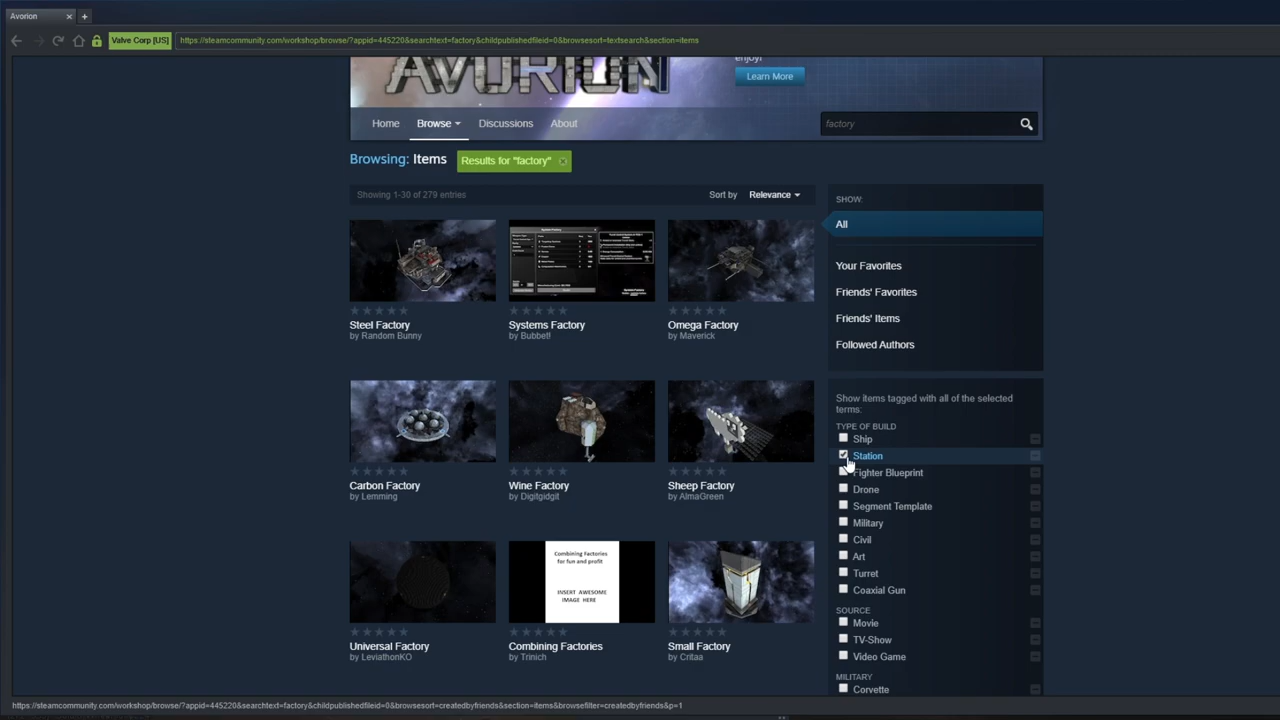 Avorion
Valve Corp [US]
https://steamcommunity.com/workshop/browse/?appid=445220&searchtext=factory&childpublishedfileid=0&browsesort=textsearch&section=items
AVORION
enjoy!
Learn More
Home
Browse
Discussions
About
factory
Browsing: Items
Results for "factory"
Showing 1-30 of 279 entries
Sort by
Relevance
Steel Factory
by Random Bunny
Systems Factory
by Bubbet!
Omega Factory
by Maverick
Carbon Factory
by Lemming
Wine Factory
by Digitgidgit
Sheep Factory
by AlmaGreen
Combining Factories
for fun and profit
INSERT AWESOME
IMAGE HERE
Universal Factory
by LeviathonKO
Combining Factories
by Trinich
Small Factory
by Critaa
SHOW:
All
Your Favorites
Friends' Favorites
Friends' Items
Followed Authors
Show items tagged with all of the selected
terms:
TYPE OF BUILD
Ship
Station
Fighter Blueprint
Drone
Segment Template
Military
Civil
Art
Turret
Coaxial Gun
SOURCE
Movie
TV-Show
Video Game
MILITARY
Corvette
https://steamcommunity.com/workshop/browse/?appid=445220&searchtext=factory&childpublishedfileid=0&browsesort=createdbyfriends&section=items&browsefilter=createdbyfriends&p=1